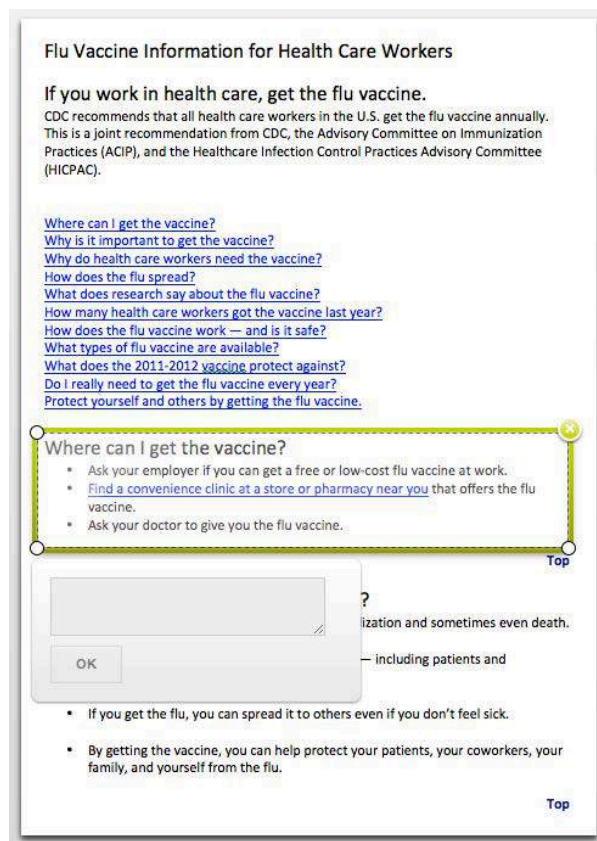 Flu Vaccine Information for Health Care Workers
If you work in health care, get the flu vaccine.
CDC recommends that all health care workers in the U.S. get the flu vaccine annually.
This is a joint recommendation from CDC, the Advisory Committee on Immunization
Practices (ACIP), and the Healthcare Infection Control Practices Advisory Committee
(HICPAC).
Where can I get the vaccine?
Why is it important to get the vaccine?
Why do health care workers need the vaccine?
How does the flu spread?
What does research say about the flu vaccine?
How many health care workers got the vaccine last year?
How does the flu vaccine work — and is it safe?
What types of flu vaccine are available?
What does the 2011-2012 vaccine protect against?
Do I really need to get the flu vaccine every year?
Protect yourself and others by getting the flu vaccine.
Where can I get the vaccine?
• Ask your employer if you can get a free or low-cost flu vaccine at work.
• Find a convenience clinic at a store or pharmacy near you that offers the flu
vaccine.
• Ask your doctor to give you the flu vaccine.
Top
?
ization and sometimes even death.
— including patients and
OK
• If you get the flu, you can spread it to others even if you don't feel sick.
• By getting the vaccine, you can help protect your patients, your coworkers, your
family, and yourself from the flu.
Top